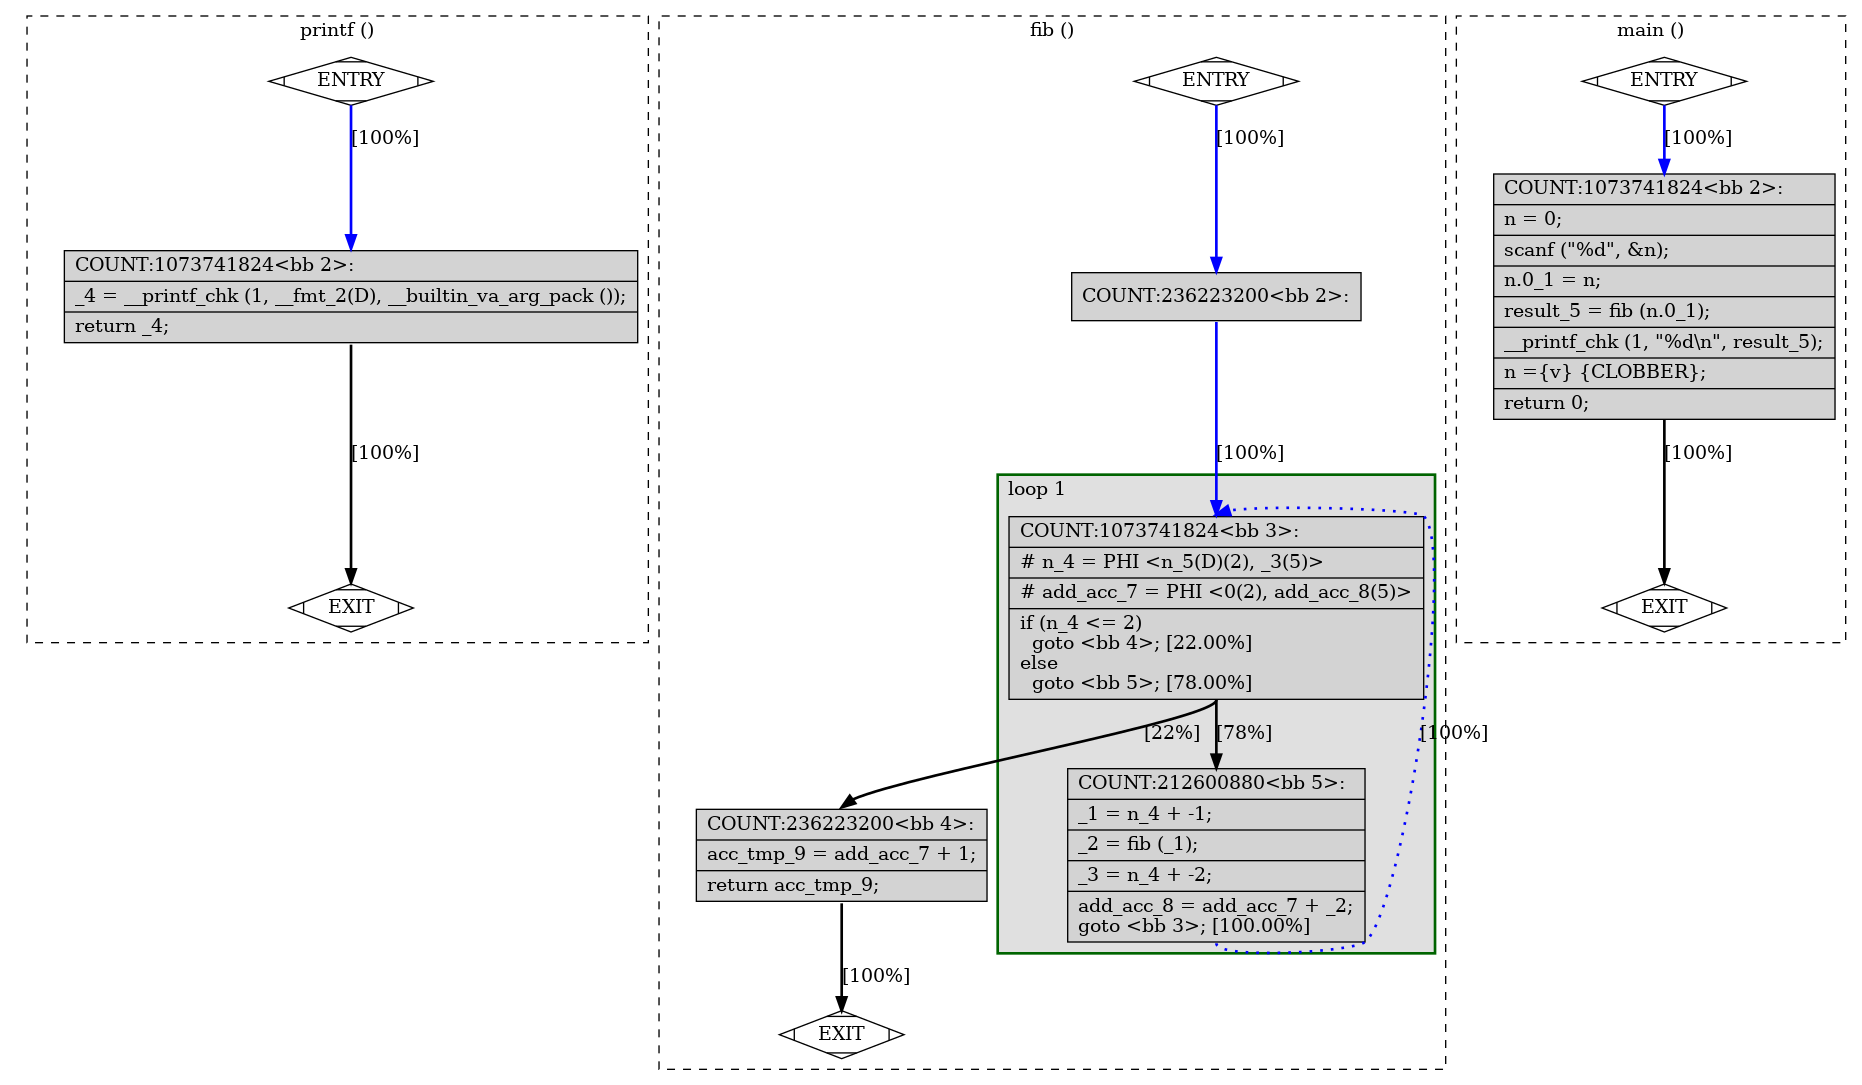 printf ()
ENTRY
[100%]
COUNT:1073741824<bb 2>:
_4 = __printf_chk (1, __fmt_2(D), __builtin_va_arg_pack ());
return _4;
[100%]
EXIT
fib ()
ENTRY
[100%]
COUNT:236223200<bb 2>:
[100%]
loop 1
COUNT:1073741824<bb 3>:
# n_4 = PHI <n_5(D)(2), _3(5)>
# add_acc_7 = PHI <0(2), add_acc_8(5)>
if (n_4 <= 2)
  goto <bb 4>; [22.00%]
else
  goto <bb 5>; [78.00%]
[22%]
[78%]
[100%]
COUNT:212600880<bb 5>:
_1 = n_4 + -1;
_2 = fib (_1);
_3 = n_4 + -2;
add_acc_8 = add_acc_7 + _2;
goto <bb 3>; [100.00%]
COUNT:236223200<bb 4>:
acc_tmp_9 = add_acc_7 + 1;
return acc_tmp_9;
[100%]
EXIT
main ()
ENTRY
[100%]
COUNT:1073741824<bb 2>:
n = 0;
scanf ("%d", &n);
n.0_1 = n;
result_5 = fib (n.0_1);
__printf_chk (1, "%d\n", result_5);
n ={v} {CLOBBER};
return 0;
[100%]
EXIT